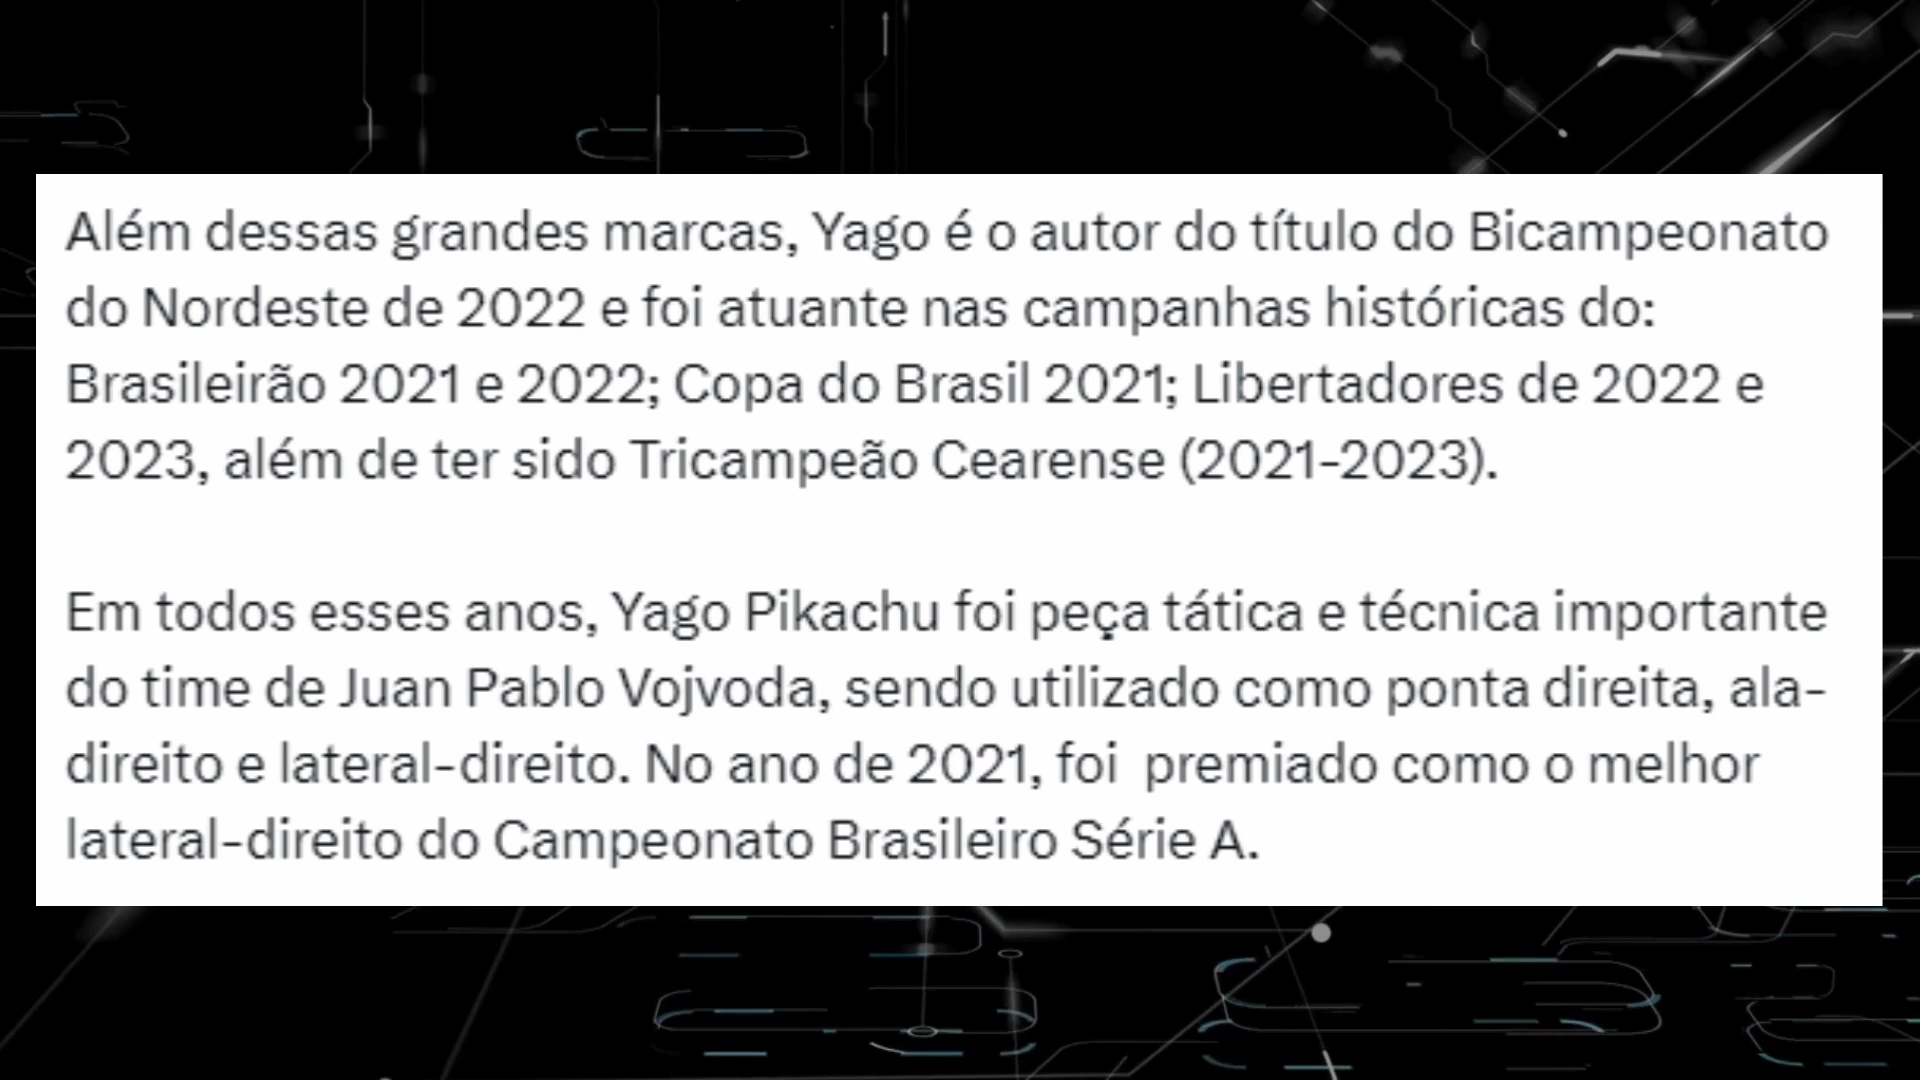 Além dessas grandes marcas, Yago é o autor do título do Bicampeonato
do Nordeste de 2022 e foi atuante nas campanhas históricas do:
Brasileirão 2021 e 2022; Copa do Brasil 2021; Libertadores de 2022 e
2023, além de ter sido Tricampeão Cearense (2021-2023).
Em todos esses anos, Yago Pikachu foi peça tática e técnica importante
do time de Juan Pablo Vojvoda, sendo utilizado como ponta direita, ala-
direito e lateral-direito. No ano de 2021, foi  premiado como o melhor
lateral-direito do Campeonato Brasileiro Série A.